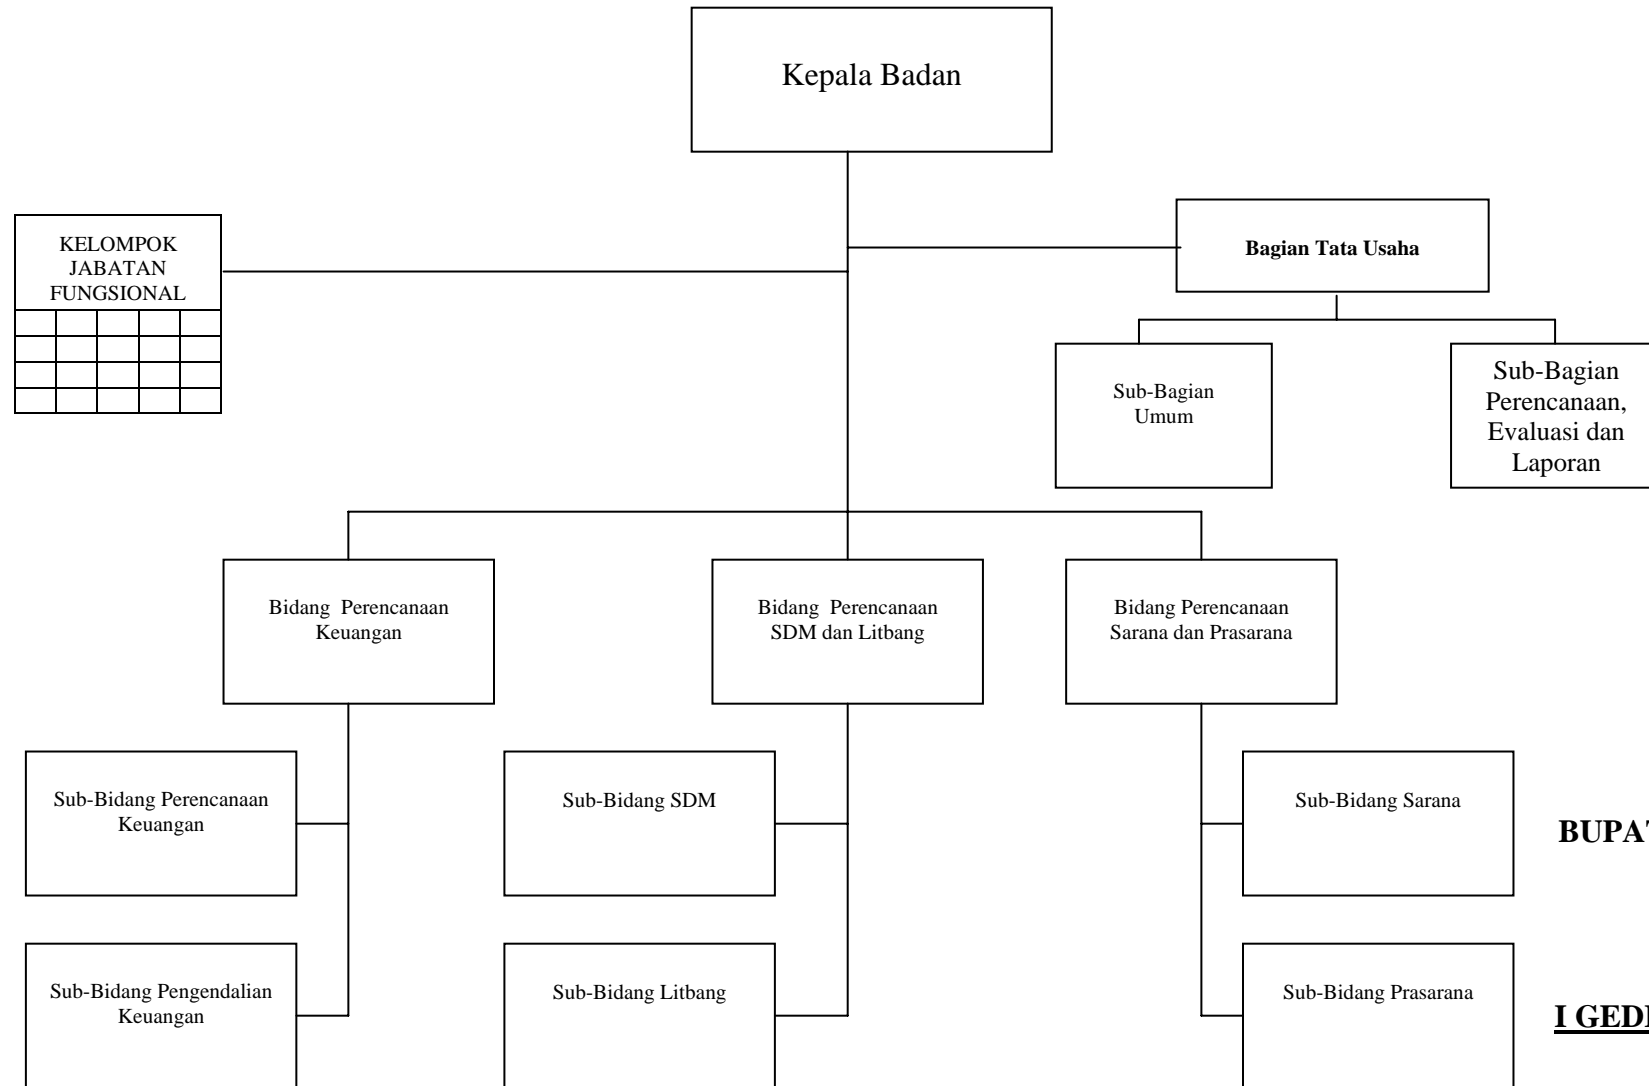 Kepala Badan
KELOMPOK
JABATAN
FUNGSIONAL
Bagian Tata Usaha
Sub-Bagian
Umum
Sub-Bagian
Perencanaan,
Evaluasi dan
Laporan
Bidang Perencanaan
Keuangan
Bidang Perencanaan
SDM dan Litbang
Bidang Perencanaan
Sarana dan Prasarana
Sub-Bidang Perencanaan
Keuangan
Sub-Bidang SDM
Sub-Bidang Sarana
Sub-Bidang Pengendalian
Keuangan
Sub-Bidang Litbang
Sub-Bidang Prasarana
I